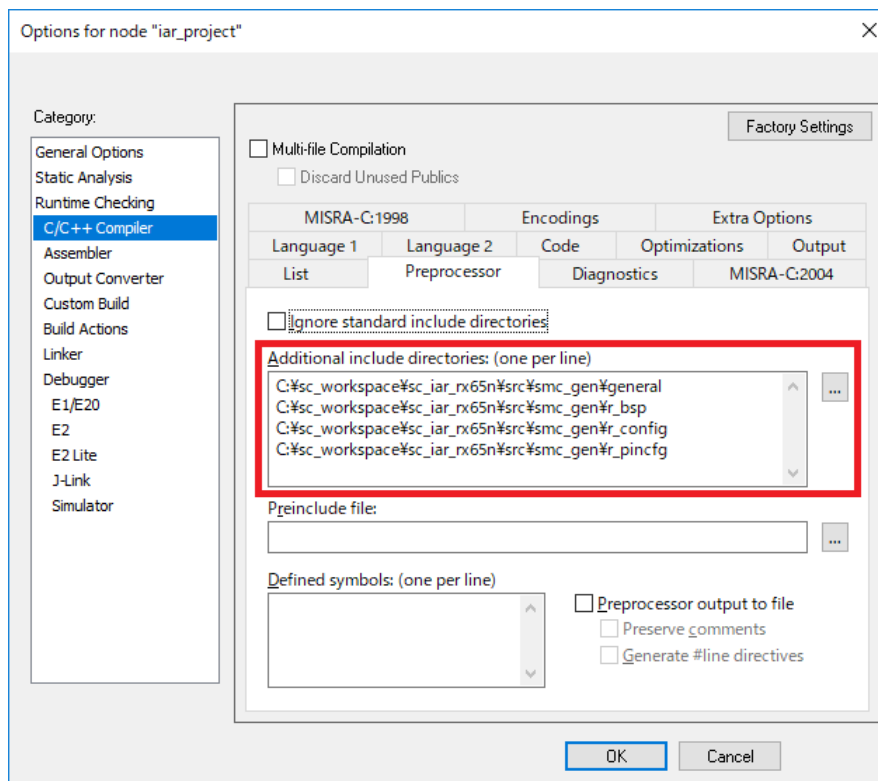 Options for node "iar_project"
Category:
General Options
Static Analysis
Runtime Checking
C/C++ Compiler
Assembler
Output Converter
Custom Build
Build Actions
Linker
Debugger
E1/E20
E2
E2 Lite
J-Link
Simulator
Factory Settings
Multi-file Compilation
Discard Unused Publics
MISRA-C:1998 Encodings Extra Options
Language 1 Language 2 Code Optimizations Output
List Preprocessor Diagnostics MISRA-C:2004
Ignore standard include directories
Additional include directories: (one per line)
C:¥sc_workspace¥sc_iar_rx65n¥src¥smc_gen¥general
C:¥sc_workspace¥sc_iar_rx65n¥src¥smc_gen¥r_bsp
C:¥sc_workspace¥sc_iar_rx65n¥src¥smc_gen¥r_config
C:¥sc_workspace¥sc_iar_rx65n¥src¥smc_gen¥r_pincfg
...
Preinclude file:
...
Defined symbols: (one per line)
Preprocessor output to file
Preserve comments
Generate #line directives
OK Cancel